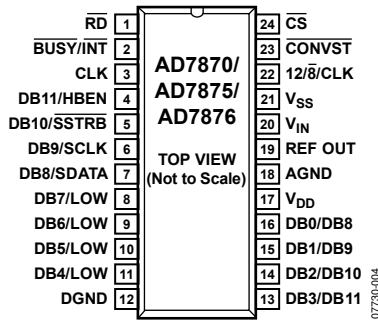 RD 1
BUSY/INT 2
CLK 3
DB11/HBEN 4
DB10/SSTRB 5
DB9/SCLK 6
DB8/SDATA 7
DB7/LOW 8
DB6/LOW 9
DB5/LOW 10
DB4/LOW 11
DGND 12
AD7870/
AD7875/
AD7876
TOP VIEW
(Not to Scale)
24 CS
23 CONVST
22 12/8/CLK
21 VSS
20 VIN
19 REF OUT
18 AGND
17 VDD
16 DB0/DB8
15 DB1/DB9
14 DB2/DB10
13 DB3/DB11
07730-004